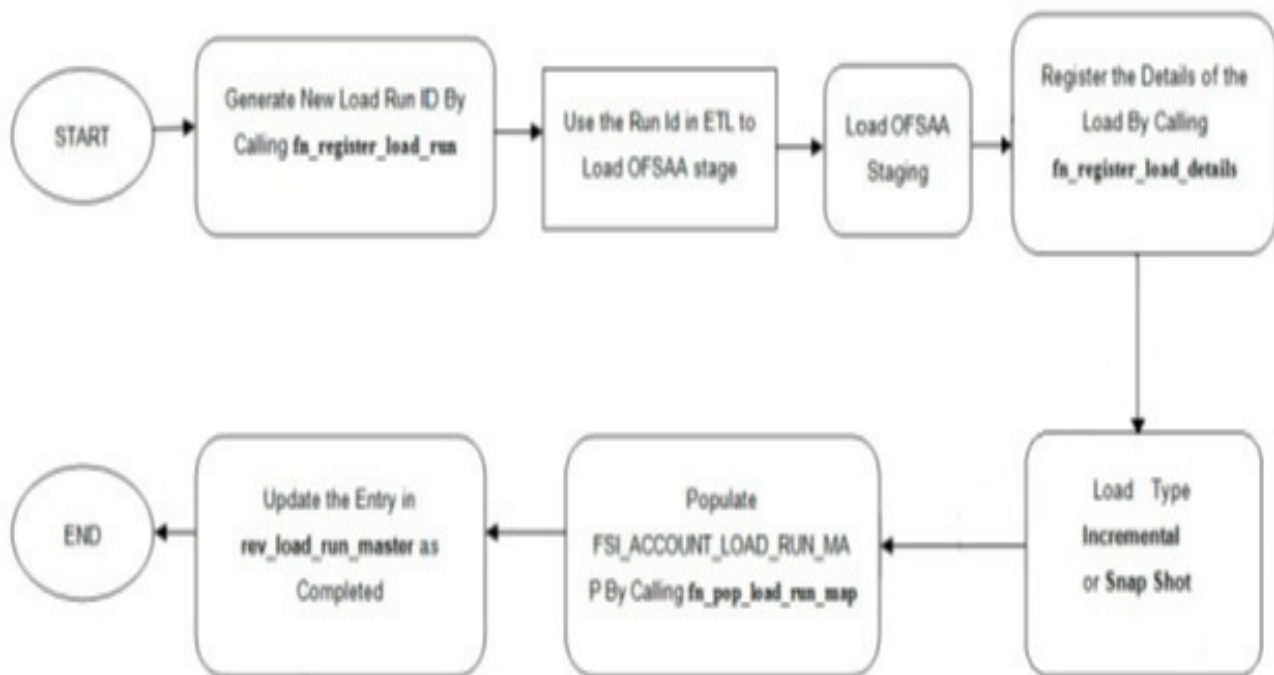 START
Generate New Load Run ID By
Calling fn_register_load_run
Use the Run Id in ETL to
Load OFSAA stage
Load OFSAA
Staging
Register the Details of the
Load By Calling
fn_register_load_details
Load Type
Incremental
or Snap Shot
Populate
FSI_ACCOUNT_LOAD_RUN_MA
P By Calling fn_pop_load_run_map
Update the Entry in
rev_load_run_master as
Completed
END